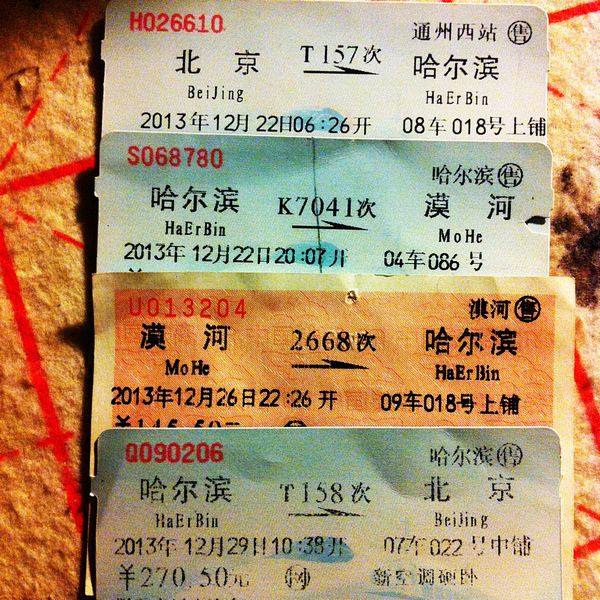 H026610
通州西站 售
北京 T157次 哈尔滨
BeiJing HaErBin
2013年12月22日06:26开 08车018号上铺
S068780
哈尔滨 售
哈尔滨 K7041次 漠河
HaErBin MoHe
2013年12月22日20:07开 04车086号
U013204
漠河 售
漠河 2668次 哈尔滨
MoHe HaErBin
2013年12月26日22:26开 09车018号上铺
Q090206
哈尔滨 售
哈尔滨 T158次 北京
HaErBin BeiJing
2013年12月29日10:38开 07车022号中铺
¥270.50元 网 新空调硬卧